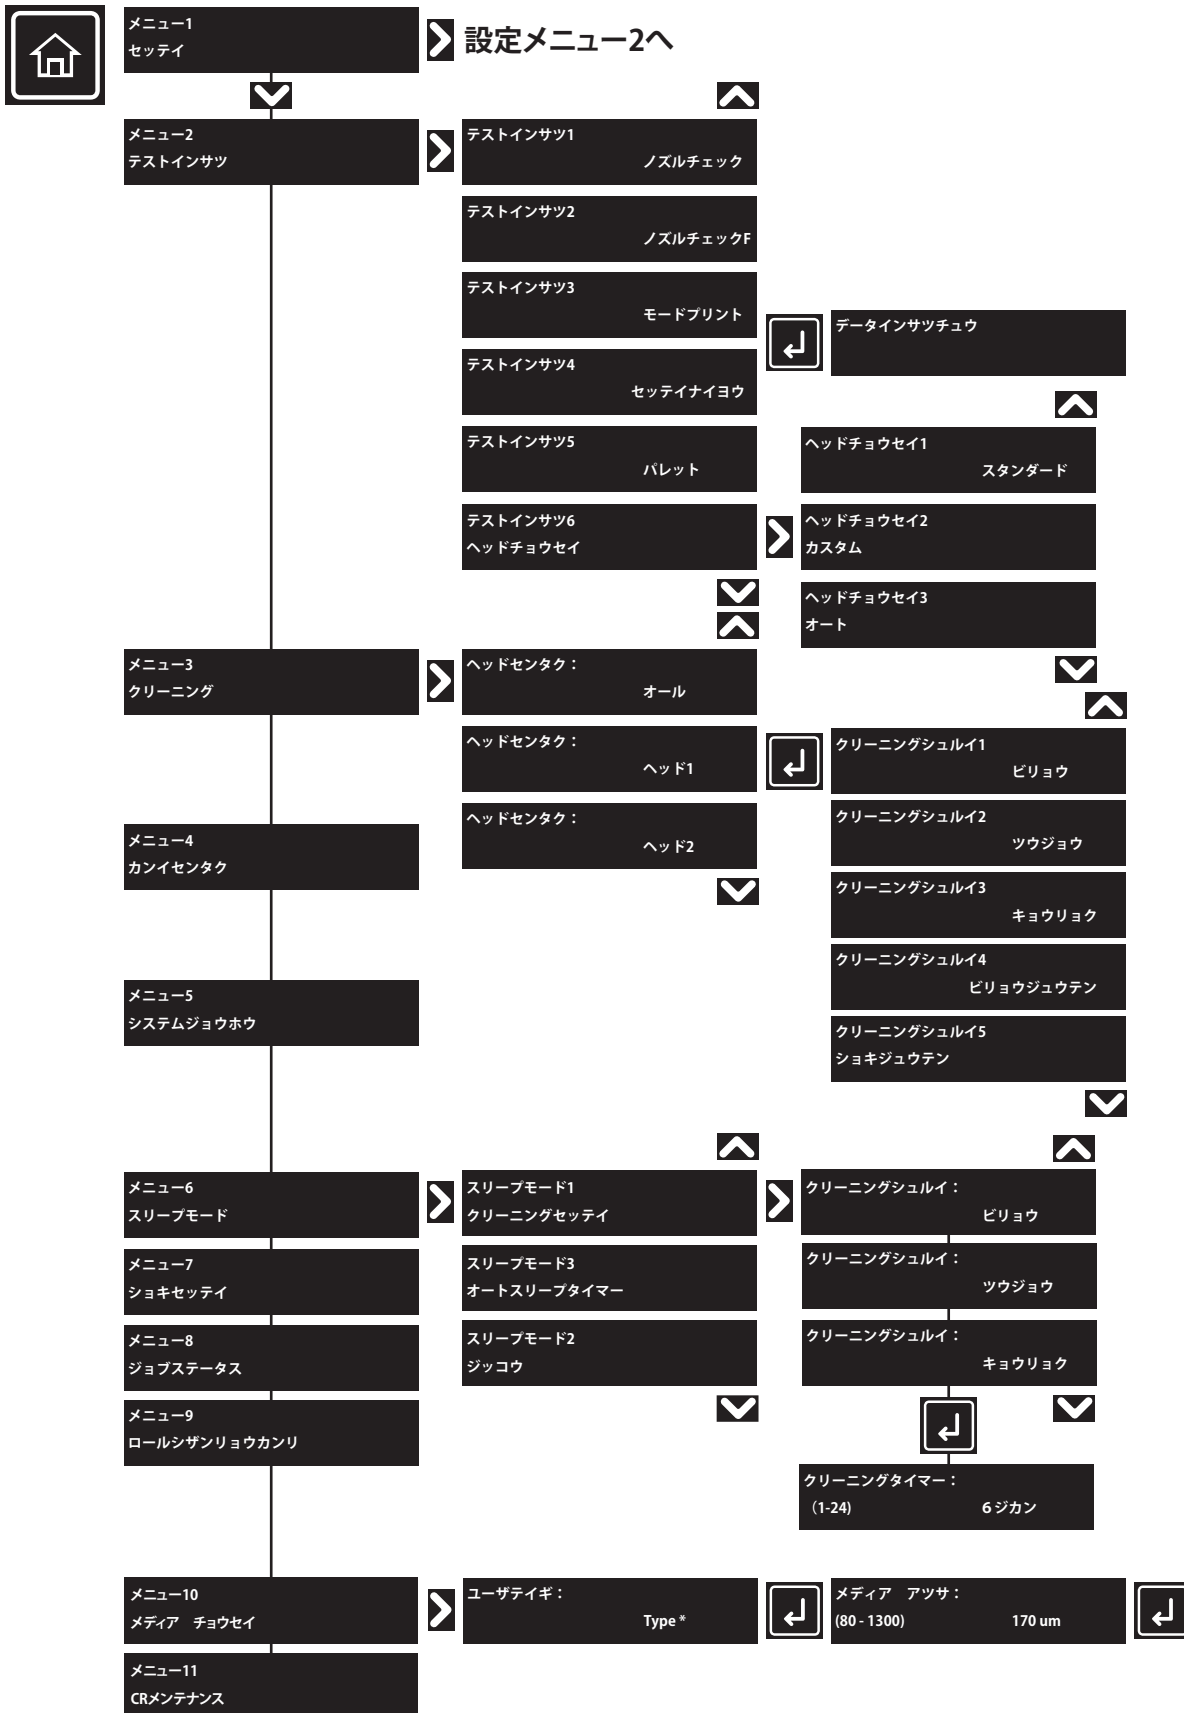 メニュー1
セッテイ
設定メニュー2へ
メニュー2
テストインサツ
テストインサツ1
ノズルチェック
テストインサツ2
ノズルチェックF
テストインサツ3
モードプリント
テストインサツ4
セッテイナイヨウ
データインサツチュウ
テストインサツ5
パレット
テストインサツ6
ヘッドチョウセイ
ヘッドチョウセイ1
スタンダード
ヘッドチョウセイ2
カスタム
ヘッドチョウセイ3
オート
メニュー3
クリーニング
ヘッドセンタク：
オール
ヘッドセンタク：
ヘッド1
ヘッドセンタク：
ヘッド2
クリーニングシュルイ1
ビリョウ
クリーニングシュルイ2
ツウジョウ
クリーニングシュルイ3
キョウリョク
クリーニングシュルイ4
ビリョウジュウテン
クリーニングシュルイ5
ショキジュウテン
メニュー4
カンイセンタク
メニュー5
システムジョウホウ
メニュー6
スリープモード
スリープモード1
クリーニングセッテイ
スリープモード3
オートスリープタイマー
スリープモード2
ジッコウ
クリーニングシュルイ：
ビリョウ
クリーニングシュルイ：
ツウジョウ
クリーニングシュルイ：
キョウリョク
クリーニングタイマー：
（1-24) 6 ジカン
メニュー7
ショキセッテイ
メニュー8
ジョブステータス
メニュー9
ロールシザンリョウカンリ
メニュー10
メディア　チョウセイ
ユーザテイギ：
Type *
メディア　アツサ：
(80 - 1300) 170 um
メニュー11
CRメンテナンス